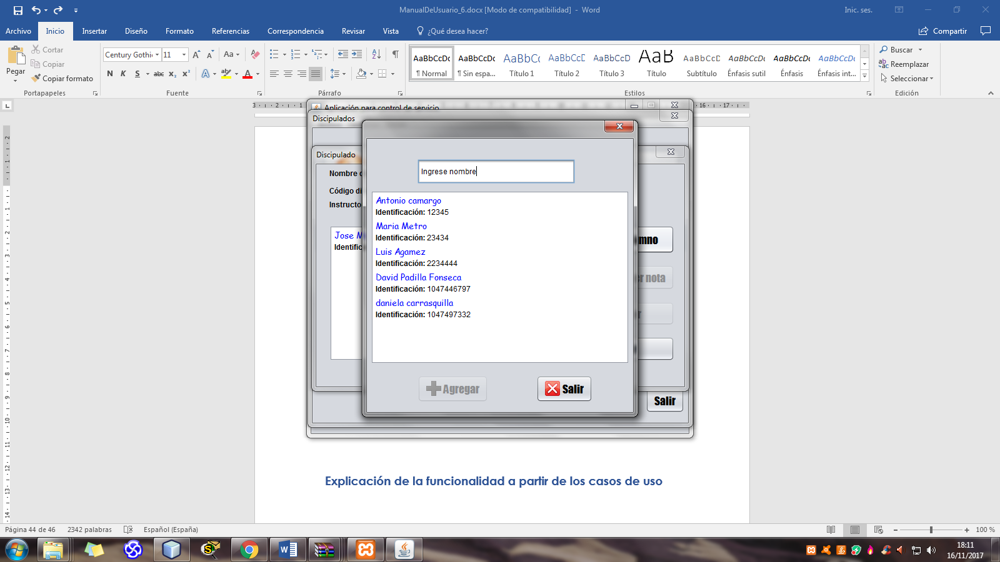 ManualDeUsuario_6.docx [Modo de compatibilidad] - Word
Inic. ses.
Archivo Inicio Insertar Diseño Formato Referencias Correspondencia Revisar Vista ¿Qué desea hacer? Compartir
Pegar
Cortar
Copiar
Copiar formato
Portapapeles
Century Gothi 11
N K S abc x₂ x²
Fuente
Párrafo
AaBbCcDc AaBbCcDc AaBbCc AaBbCcD AaBbCcD AaB AaBbCcD AaBbCcDc AaBbCcDc AaBbCcDc
¶ Normal ¶ Sin espa... Título 1 Título 2 Título 3 Título Subtítulo Énfasis sutil Énfasis Énfasis int...
Estilos
Buscar
Reemplazar
Seleccionar
Edición
Aplicación para control de servicio
Discipulados
Discipulado
Nombre
Código di
Instructo
Jose M
Identific
mno
er nota
r
Salir
Ingrese nombre
Antonio camargo
Identificación: 12345
Maria Metro
Identificación: 23434
Luis Agamez
Identificación: 2234444
David Padilla Fonseca
Identificación: 1047446797
daniela carrasquilla
Identificación: 1047497332
Agregar
Salir
Explicación de la funcionalidad a partir de los casos de uso
Página 44 de 46 2342 palabras Español (España) 100 %
18:11
16/11/2017